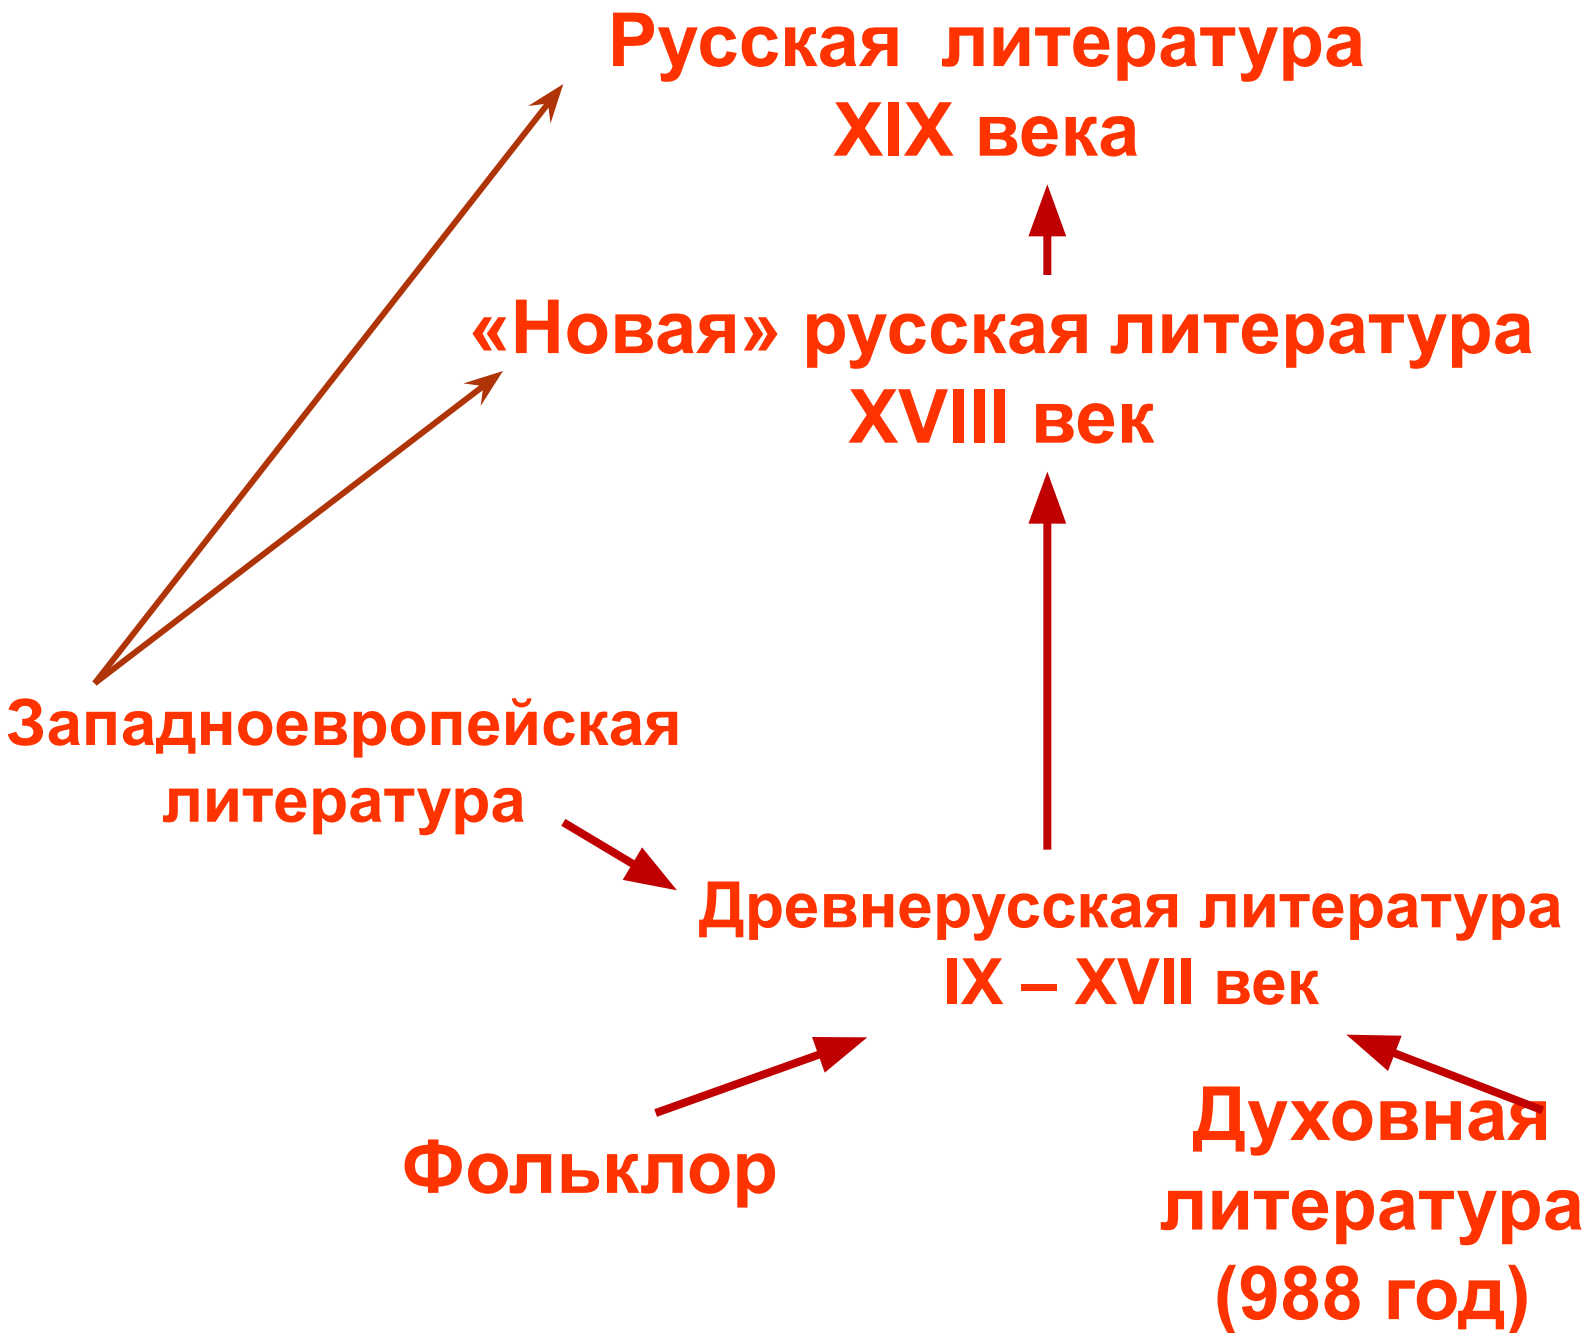 Русская литература
XIX века
«Новая» русская литература
XVIII век
Западноевропейская
литература
Древнерусская литература
IX – XVII век
Фольклор
Духовная
литература
(988 год)